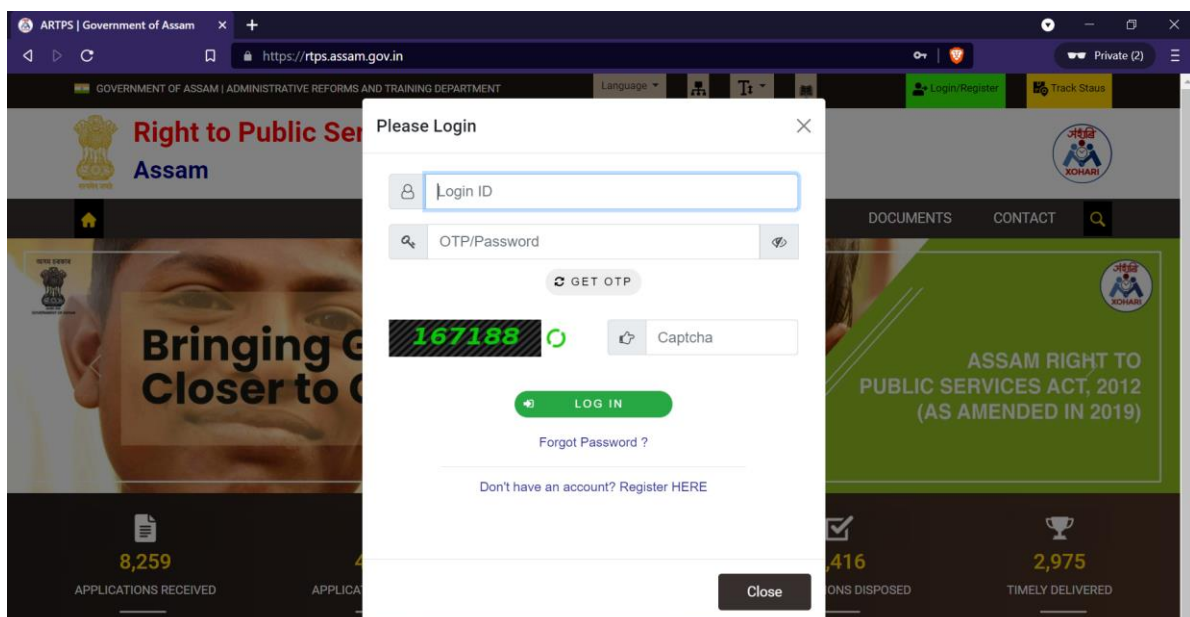 ARTPS | Government of Assam
https://rtps.assam.gov.in
Private (2)
GOVERNMENT OF ASSAM | ADMINISTRATIVE REFORMS AND TRAINING DEPARTMENT
Language
Login/Register
Track Staus
Right to Public Ser
Assam
XOHARI
DOCUMENTS
CONTACT
Please Login
Login ID
OTP/Password
GET OTP
167188
Captcha
LOG IN
Forgot Password ?
Don't have an account? Register HERE
Close
Bringing G
Closer to
XOHARI
ASSAM RIGHT TO
PUBLIC SERVICES ACT, 2012
(AS AMENDED IN 2019)
8,259
APPLICATIONS RECEIVED
APPLICA
,416
IONS DISPOSED
2,975
TIMELY DELIVERED